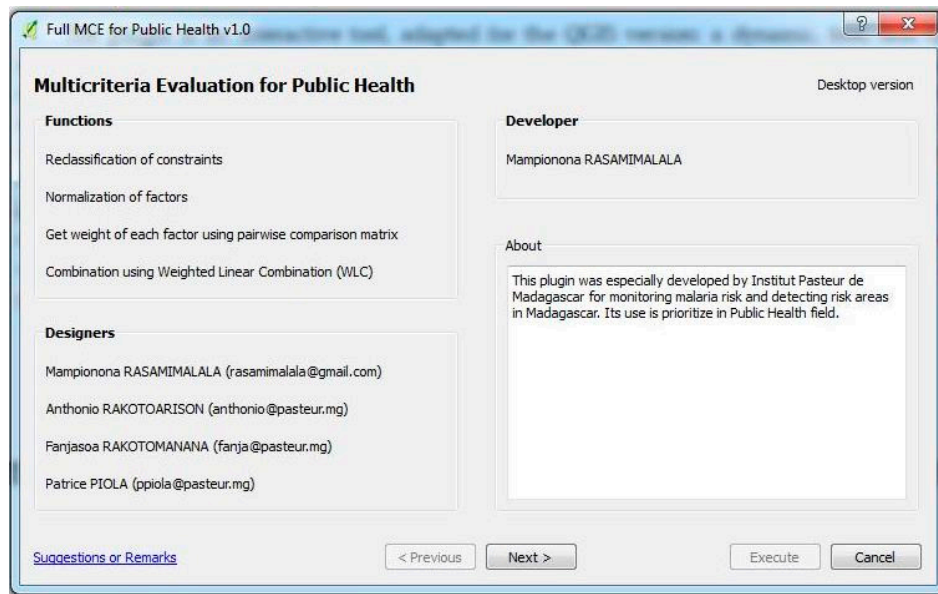 Full MCE for Public Health v1.0
Multicriteria Evaluation for Public Health
Desktop version
Functions
Reclassification of constraints
Normalization of factors
Get weight of each factor using pairwise comparison matrix
Combination using Weighted Linear Combination (WLC)
Designers
Mampionona RASAMIMALALA (rasamimalala@gmail.com)
Anthonio RAKOTOARISON (anthonio@pasteur.mg)
Fanjasoa RAKOTOMANANA (fanja@pasteur.mg)
Patrice PIOLA (ppiola@pasteur.mg)
Developer
Mampionona RASAMIMALALA
About
This plugin was especially developed by Institut Pasteur de
Madagascar for monitoring malaria risk and detecting risk areas
in Madagascar. Its use is prioritize in Public Health field.
Suggestions or Remarks
< Previous
Next >
Execute
Cancel